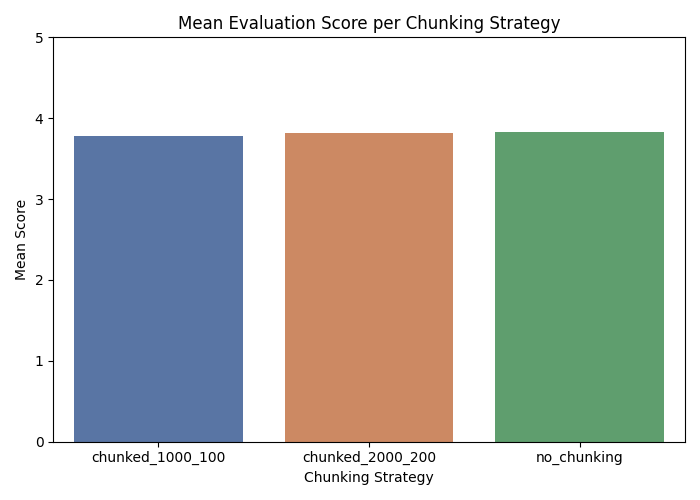 Mean Evaluation Score per Chunking Strategy
5
4
3
2
1
0
Mean Score
chunked_1000_100
chunked_2000_200
no_chunking
Chunking Strategy